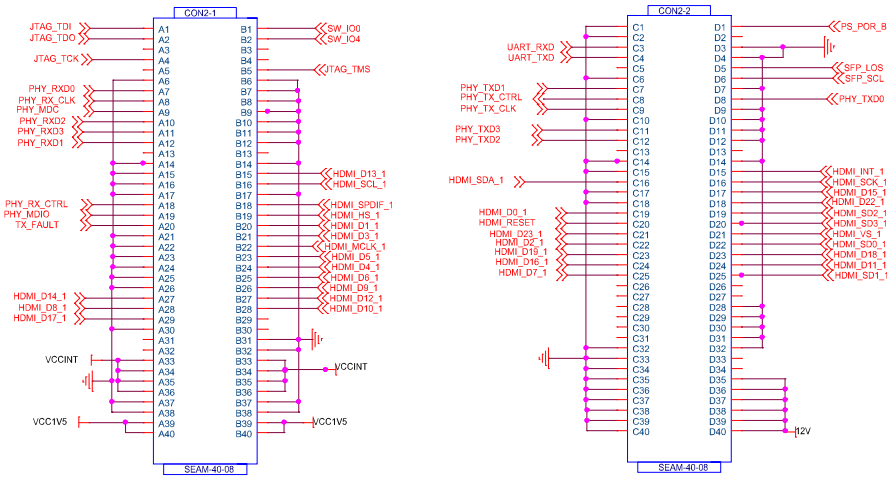 CON2-1
JTAG_TDI A1 B1 SW_IO0
JTAG_TDO A2 B2 SW_IO4
A3 B3
JTAG_TCK A4 B4
A5 B5 JTAG_TMS
A6 B6
PHY_RXD0 A7 B7
PHY_RX_CLK A8 B8
PHY_MDC A9 B9
PHY_RXD2 A10 B10
PHY_RXD3 A11 B11
PHY_RXD1 A12 B12
A13 B13
A14 B14
A15 B15 HDMI_D13_1
A16 B16 HDMI_SCL_1
A17 B17
PHY_RX_CTRL A18 B18 HDMI_SPDIF_1
PHY_MDIO A19 B19 HDMI_HS_1
TX_FAULT A20 B20 HDMI_D1_1
A21 B21 HDMI_D3_1
A22 B22 HDMI_MCLK_1
A23 B23 HDMI_D5_1
A24 B24 HDMI_D4_1
A25 B25 HDMI_D6_1
A26 B26 HDMI_D9_1
HDMI_D14_1 A27 B27 HDMI_D12_1
HDMI_D8_1 A28 B28 HDMI_D10_1
HDMI_D17_1 A29 B29
A30 B30
A31 B31
A32 B32
VCCINT A33 B33
A34 B34 VCCINT
A35 B35
A36 B36
A37 B37
A38 B38
VCC1V5 A39 B39 VCC1V5
A40 B40
SEAM-40-08
CON2-2
C1 D1 PS_POR_B
C2 D2
UART_RXD C3 D3
UART_TXD C4 D4
C5 D5 SFP_LOS
C6 D6 SFP_SCL
PHY_TXD1 C7 D7
PHY_TX_CTRL C8 D8 PHY_TXD0
PHY_TX_CLK C9 D9
C10 D10
PHY_TXD3 C11 D11
PHY_TXD2 C12 D12
C13 D13
C14 D14
C15 D15 HDMI_INT_1
HDMI_SDA_1 C16 D16 HDMI_SCK_1
C17 D17 HDMI_D15_1
C18 D18 HDMI_D22_1
HDMI_D0_1 C19 D19 HDMI_SD2_1
HDMI_RESET C20 D20 HDMI_SD3_1
HDMI_D23_1 C21 D21 HDMI_VS_1
HDMI_D2_1 C22 D22 HDMI_SD0_1
HDMI_D19_1 C23 D23 HDMI_D18_1
HDMI_D16_1 C24 D24 HDMI_D11_1
HDMI_D7_1 C25 D25 HDMI_SD1_1
C26 D26
C27 D27
C28 D28
C29 D29
C30 D30
C31 D31
C32 D32
C33 D33
C34 D34
C35 D35
C36 D36
C37 D37
C38 D38
C39 D39
C40 D40 12V
SEAM-40-08